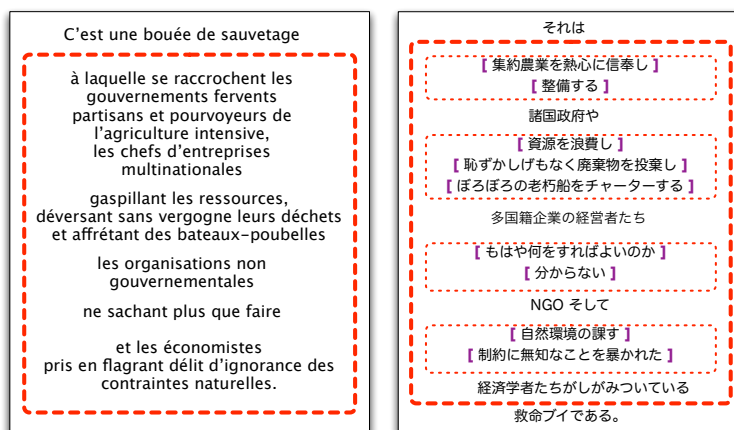 C'est une bouée de sauvetage
à laquelle se raccrochent les
gouvernements fervents
partisans et pourvoyeurs de
l'agriculture intensive,
les chefs d'entreprises
multinationales
gaspillant les ressources,
déversant sans vergogne leurs déchets
et affrétant des bateaux-poubelles
les organisations non
gouvernementales
ne sachant plus que faire
et les économistes
pris en flagrant délit d'ignorance des
contraintes naturelles.
それは
[ 集約農業を熱心に信奉し ]
[ 整備する ]
諸国政府や
[ 資源を浪費し ]
[ 恥ずかしげもなく廃棄物を投棄し ]
[ ぼろぼろの老朽船をチャーターする ]
多国籍企業の経営者たち
[ もはや何をすればよいのか ]
[ 分からない ]
NGO そして
[ 自然環境の課す ]
[ 制約に無知なことを暴かれた ]
経済学者たちがしがみついている
救命ブイである。